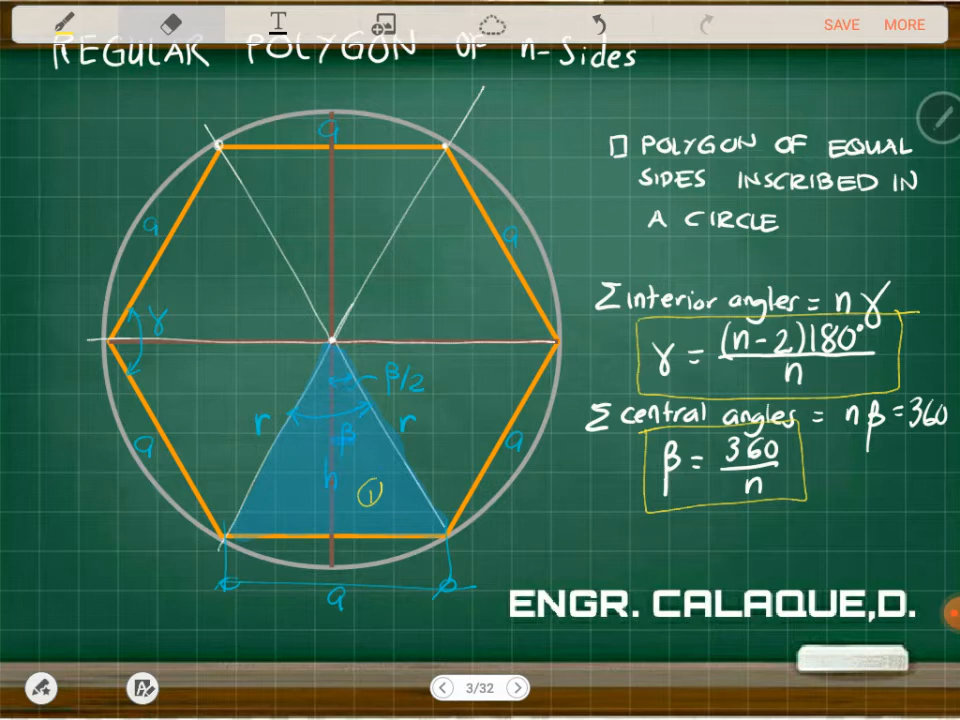 SAVE MORE
REGULAR POLYGON OF n-Sides
□ POLYGON OF EQUAL
SIDES INSCRIBED IN
A CIRCLE
Σ interior angles = nγ
γ = (n-2)180°/n
Σ central angles = nβ = 360
β = 360/n
a
a
a
γ
β/2
r
β
r
a
a
h
1
a
ENGR. CALAQUE,D.
3/32